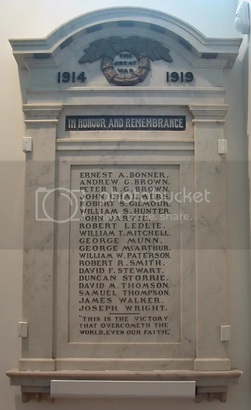 THE
GREAT
WAR
1914 1919
IN HONOUR AND REMEMBRANCE
ERNEST A. BONNER.
ANDREW G. BROWN.
PETER R. G. BROWN.
JOHN
ROBERT S. GILMOUR.
WILLIAM S. HUNTER.
JOHN JARVIE.
ROBERT LEDLIE.
WILLIAM T. MITCHELL.
GEORGE MUNN.
GEORGE McARTHUR.
WILLIAM W. PATERSON.
ROBERT R. SMITH.
DAVID F. STEWART.
DUNCAN STORRIE.
DAVID M. THOMSON.
SAMUEL THOMPSON.
JAMES WALKER.
JOSEPH WRIGHT.
"THIS IS THE VICTORY
THAT OVERCOMETH THE
WORLD, EVEN OUR FAITH."
photobucket